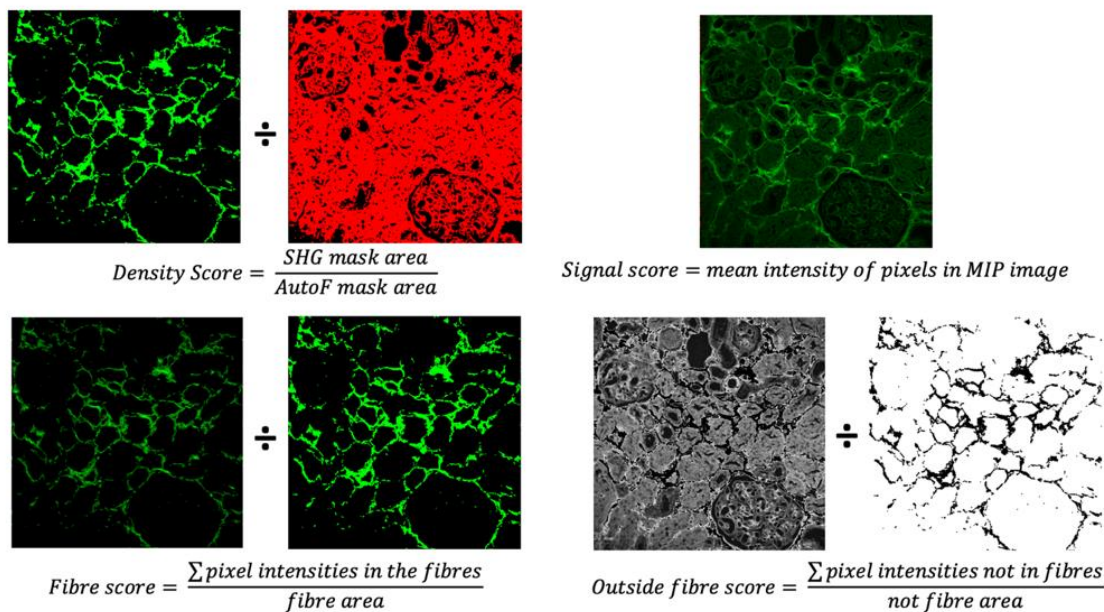 ÷
Density Score = SHG mask area / AutoF mask area
Signal score = mean intensity of pixels in MIP image
÷
Fibre score = ∑ pixel intensities in the fibres / fibre area
÷
Outside fibre score = ∑ pixel intensities not in fibres / not fibre area